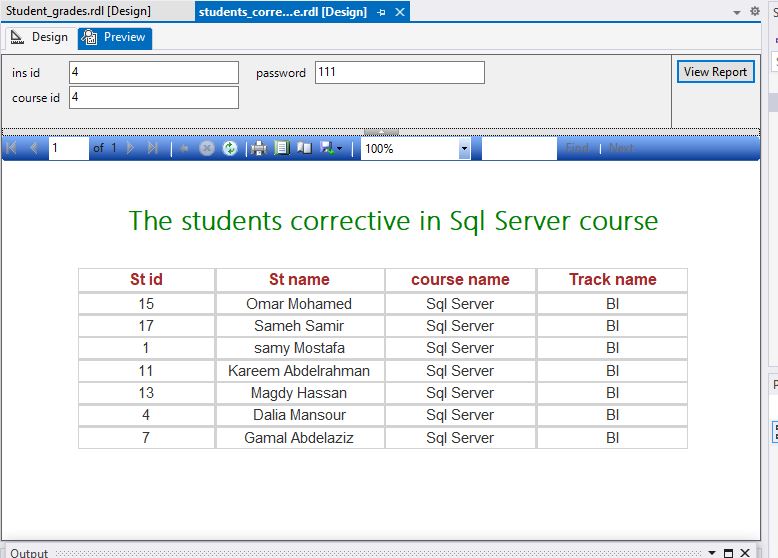 Student_grades.rdl [Design] students_corre...e.rdl [Design]
Design Preview
ins id 4 password 111 View Report
course id 4
1 of 1 100% Find | Next
The students corrective in Sql Server course
St id St name course name Track name
15 Omar Mohamed Sql Server BI
17 Sameh Samir Sql Server BI
1 samy Mostafa Sql Server BI
11 Kareem Abdelrahman Sql Server BI
13 Magdy Hassan Sql Server BI
4 Dalia Mansour Sql Server BI
7 Gamal Abdelaziz Sql Server BI
Output